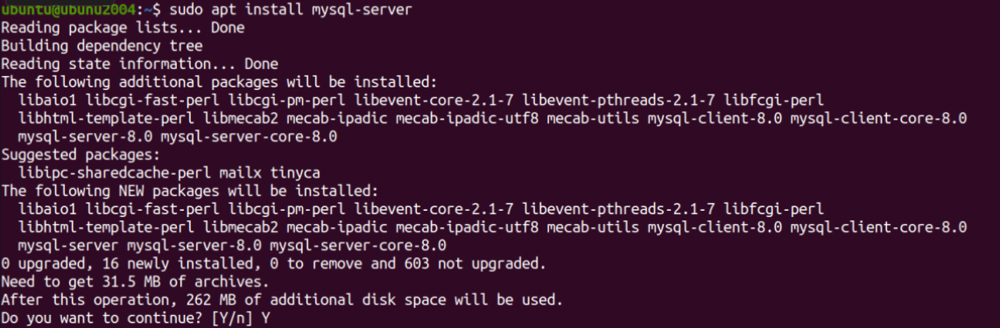 ubuntu@ubunuz004:~$ sudo apt install mysql-server
Reading package lists... Done
Building dependency tree
Reading state information... Done
The following additional packages will be installed:
  libaio1 libcgi-fast-perl libcgi-pm-perl libevent-core-2.1-7 libevent-pthreads-2.1-7 libfcgi-perl
  libhtml-template-perl libmecab2 mecab-ipadic mecab-ipadic-utf8 mecab-utils mysql-client-8.0 mysql-client-core-8.0
  mysql-server-8.0 mysql-server-core-8.0
Suggested packages:
  libipc-sharedcache-perl mailx tinyca
The following NEW packages will be installed:
  libaio1 libcgi-fast-perl libcgi-pm-perl libevent-core-2.1-7 libevent-pthreads-2.1-7 libfcgi-perl
  libhtml-template-perl libmecab2 mecab-ipadic mecab-ipadic-utf8 mecab-utils mysql-client-8.0 mysql-client-core-8.0
  mysql-server mysql-server-8.0 mysql-server-core-8.0
0 upgraded, 16 newly installed, 0 to remove and 603 not upgraded.
Need to get 31.5 MB of archives.
After this operation, 262 MB of additional disk space will be used.
Do you want to continue? [Y/n] Y